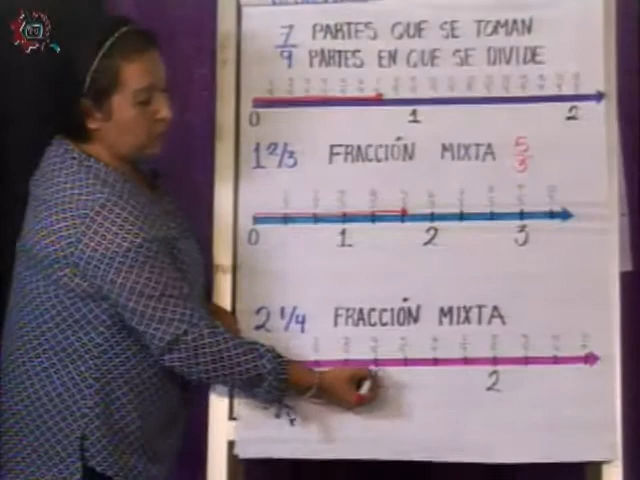 7/9 PARTES QUE SE TOMAN
PARTES EN QUE SE DIVIDE
0 1 2
1 2/3 FRACCIÓN MIXTA 5/3
0 1 2 3
2 1/4 FRACCIÓN MIXTA
2